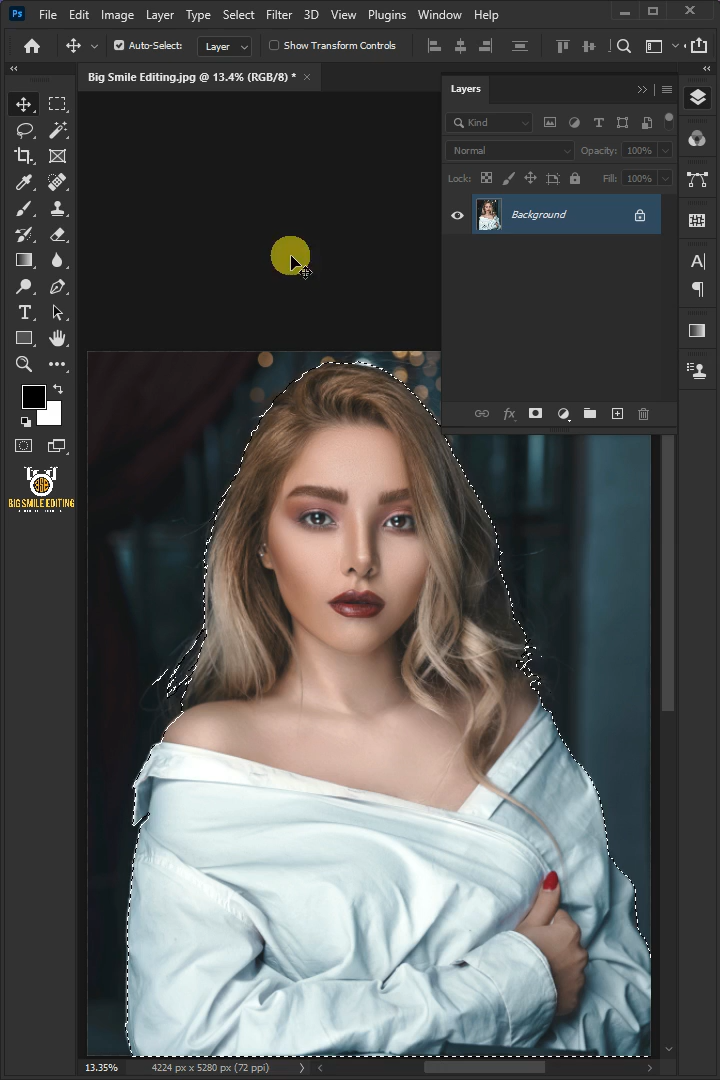 Ps File Edit Image Layer Type Select Filter 3D View Plugins Window Help
Auto-Select: Layer Show Transform Controls
Big Smile Editing.jpg @ 13.4% (RGB/8) * ×
Layers
Kind
Normal Opacity: 100%
Lock: Fill: 100%
Background
BIG SMILE EDITING
13.35% 4224 px x 5280 px (72 ppi)